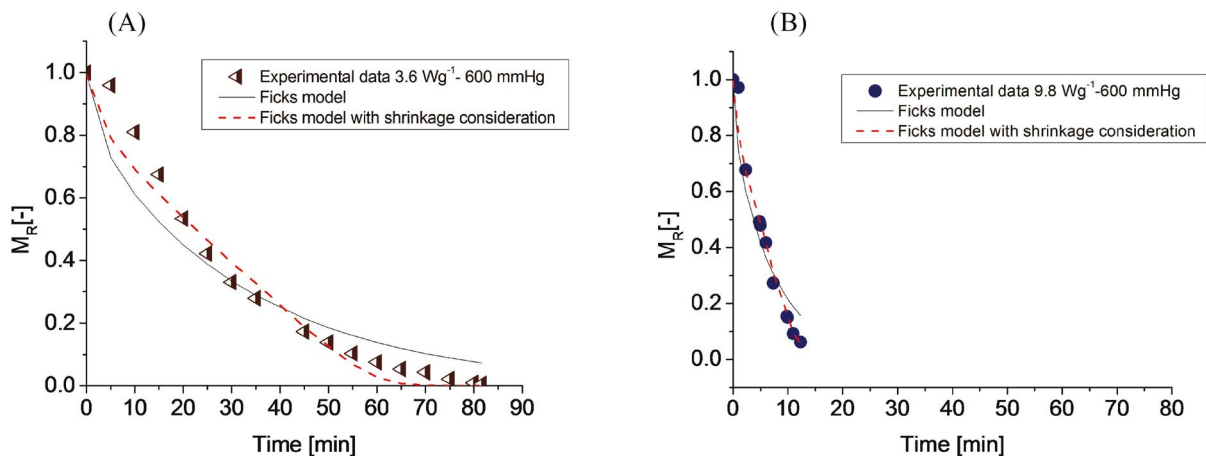 (A)
Experimental data 3.6 Wg⁻¹- 600 mmHg
Ficks model
Ficks model with shrinkage consideration
1.0
0.8
0.6
0.4
0.2
0.0
M_R[-]
0 10 20 30 40 50 60 70 80 90
Time [min]
(B)
Experimental data 9.8 Wg⁻¹-600 mmHg
Ficks model
Ficks model with shrinkage consideration
1.0
0.8
0.6
0.4
0.2
0.0
M_R[-]
0 10 20 30 40 50 60 70 80
Time [min]